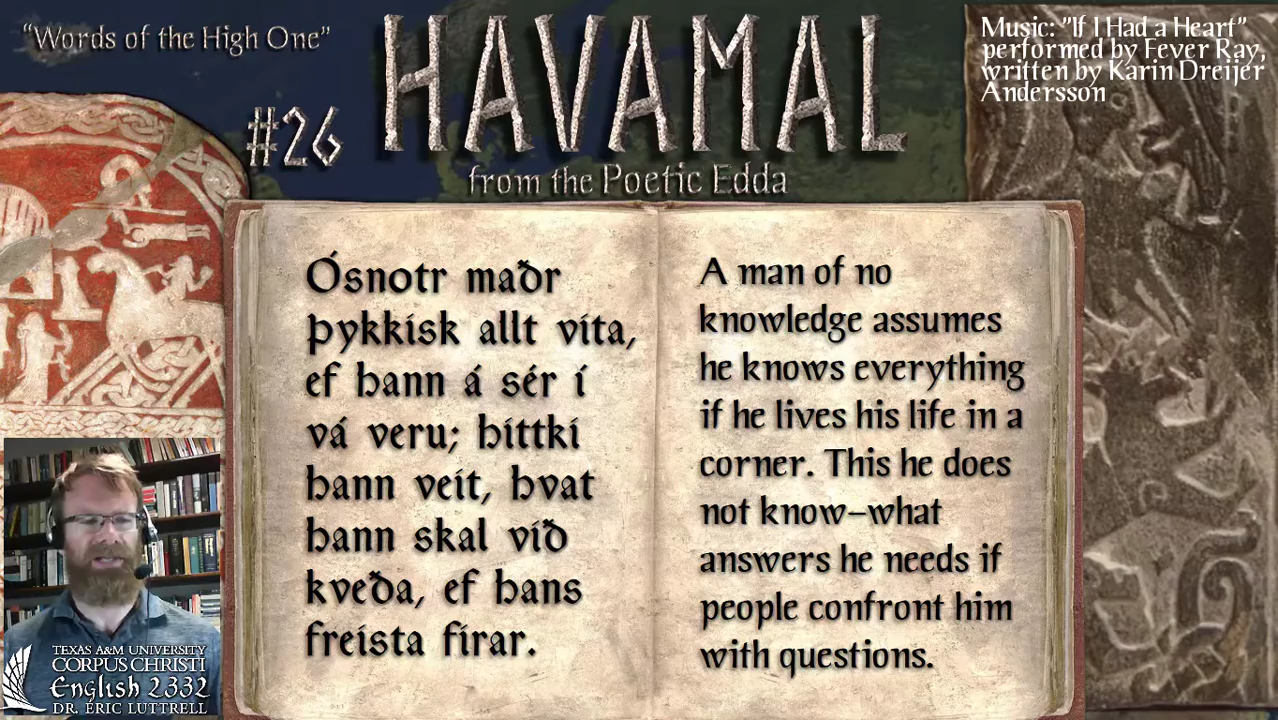 "Words of the High One"
HAVAMAL
#26
from the Poetic Edda
Music: "If I Had a Heart"
performed by Fever Ray,
written by Karin Dreijer
Andersson
Ósnotr maðr
þykkisk allt vita,
ef hann á sér í
vá veru; hittki
hann veit, hvat
hann skal við
kveða, ef hans
freista firar.
A man of no
knowledge assumes
he knows everything
if he lives his life in a
corner. This he does
not know–what
answers he needs if
people confront him
with questions.
TEXAS A&M UNIVERSITY
CORPUS CHRISTI
English 2332
DR. ERIC LUTTRELL